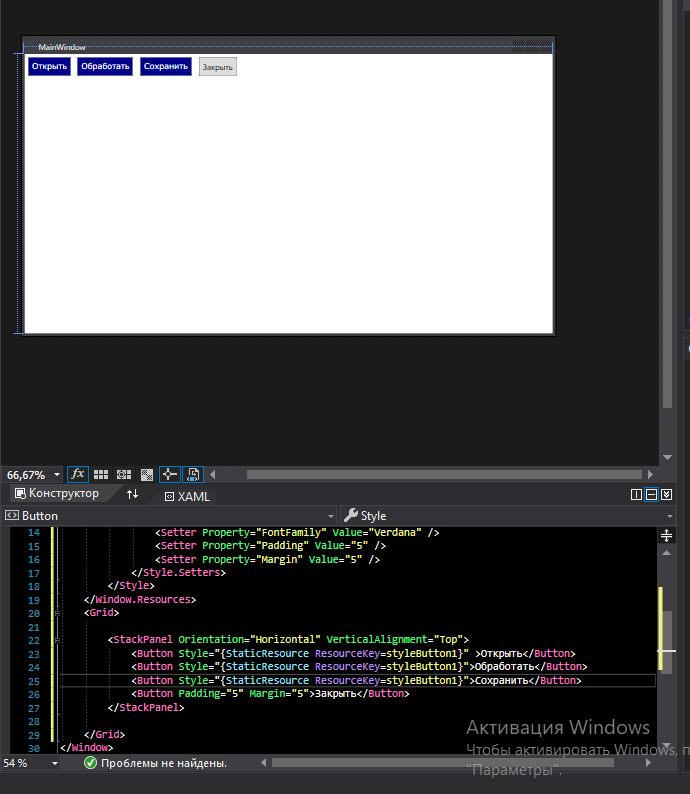 MainWindow
Открыть Обработать Сохранить Закрыть
66,67% fx
Конструктор XAML
Button Style
14 <Setter Property="FontFamily" Value="Verdana" />
15 <Setter Property="Padding" Value="5" />
16 <Setter Property="Margin" Value="5" />
17 </Style.Setters>
18 </Style>
19 </Window.Resources>
20 <Grid>
21
22 <StackPanel Orientation="Horizontal" VerticalAlignment="Top">
23 <Button Style="{StaticResource ResourceKey=styleButton1}" >Открыть</Button>
24 <Button Style="{StaticResource ResourceKey=styleButton1}">Обработать</Button>
25 <Button Style="{StaticResource ResourceKey=styleButton1}">Сохранить</Button>
26 <Button Padding="5" Margin="5">Закрыть</Button>
27 </StackPanel>
28
29 </Grid>
30 </Window>
Активация Windows
Чтобы активировать Windows, п
"Параметры".
54 % Проблемы не найдены.